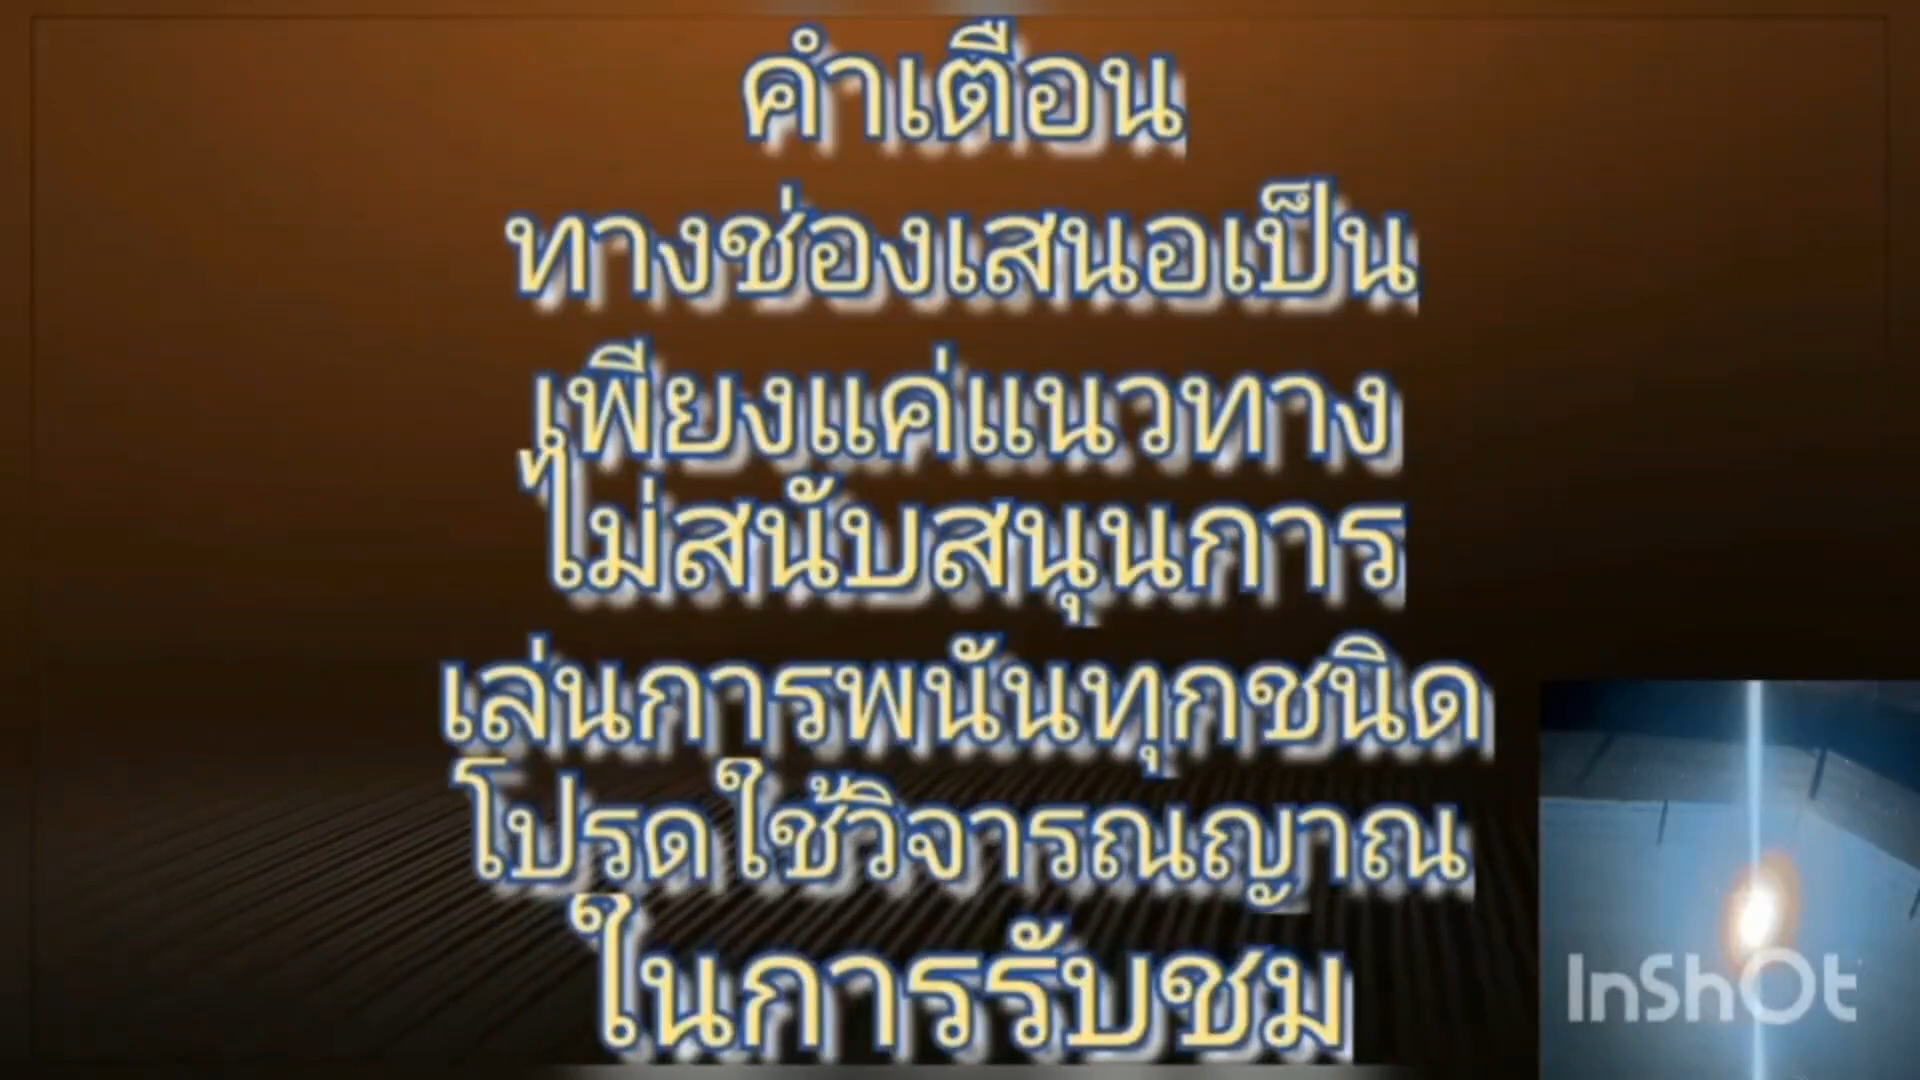 คำเตือน
ทางช่องเสนอเป็น
เพียงแค่แนวทาง
ไม่สนับสนุนการ
เล่นการพนันทุกชนิด
โปรดใช้วิจารณญาณ
ในการรับชม
InShOt